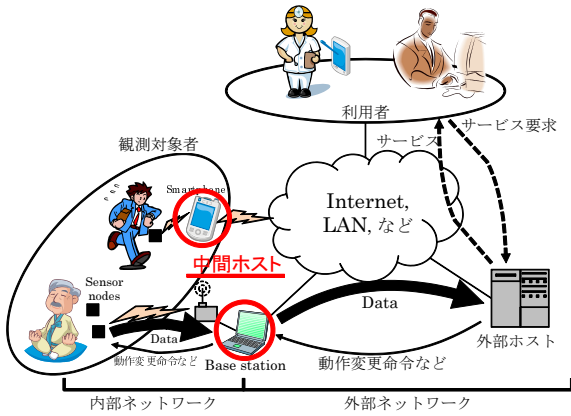 利用者
サービス
サービス要求
観測対象者
Smartphone
Internet,
LAN, など
中間ホスト
Sensor
nodes
Data
Data
外部ホスト
動作変更命令など
Base station
動作変更命令など
内部ネットワーク
外部ネットワーク